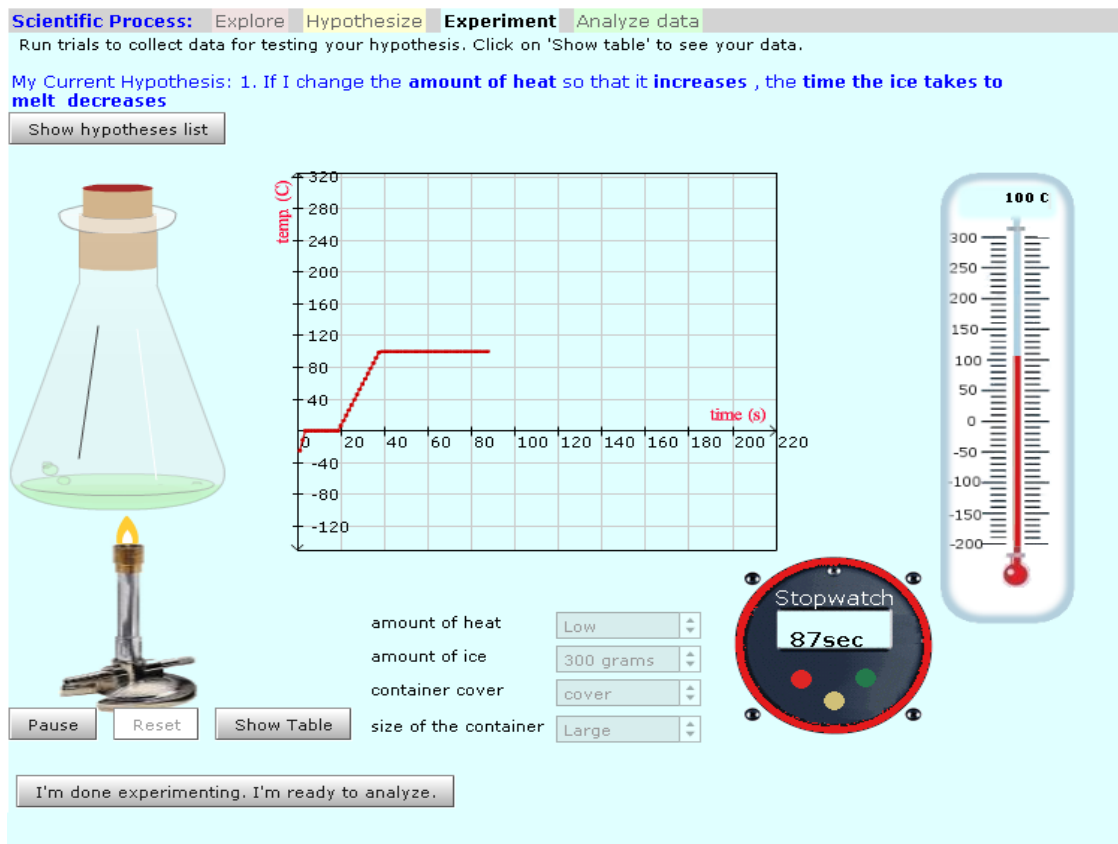 Scientific Process: Explore Hypothesize Experiment Analyze data
Run trials to collect data for testing your hypothesis. Click on 'Show table' to see your data.
My Current Hypothesis: 1. If I change the amount of heat so that it increases , the time the ice takes to
melt decreases
Show hypotheses list
temp (C)
320
280
240
200
160
120
80
40
time (s)
0 20 40 60 80 100 120 140 160 180 200 220
-40
-80
-120
100 C
300
250
200
150
100
50
0
-50
-100
-150
-200
Stopwatch
87sec
amount of heat Low
amount of ice 300 grams
container cover cover
size of the container Large
Pause Reset Show Table
I'm done experimenting. I'm ready to analyze.